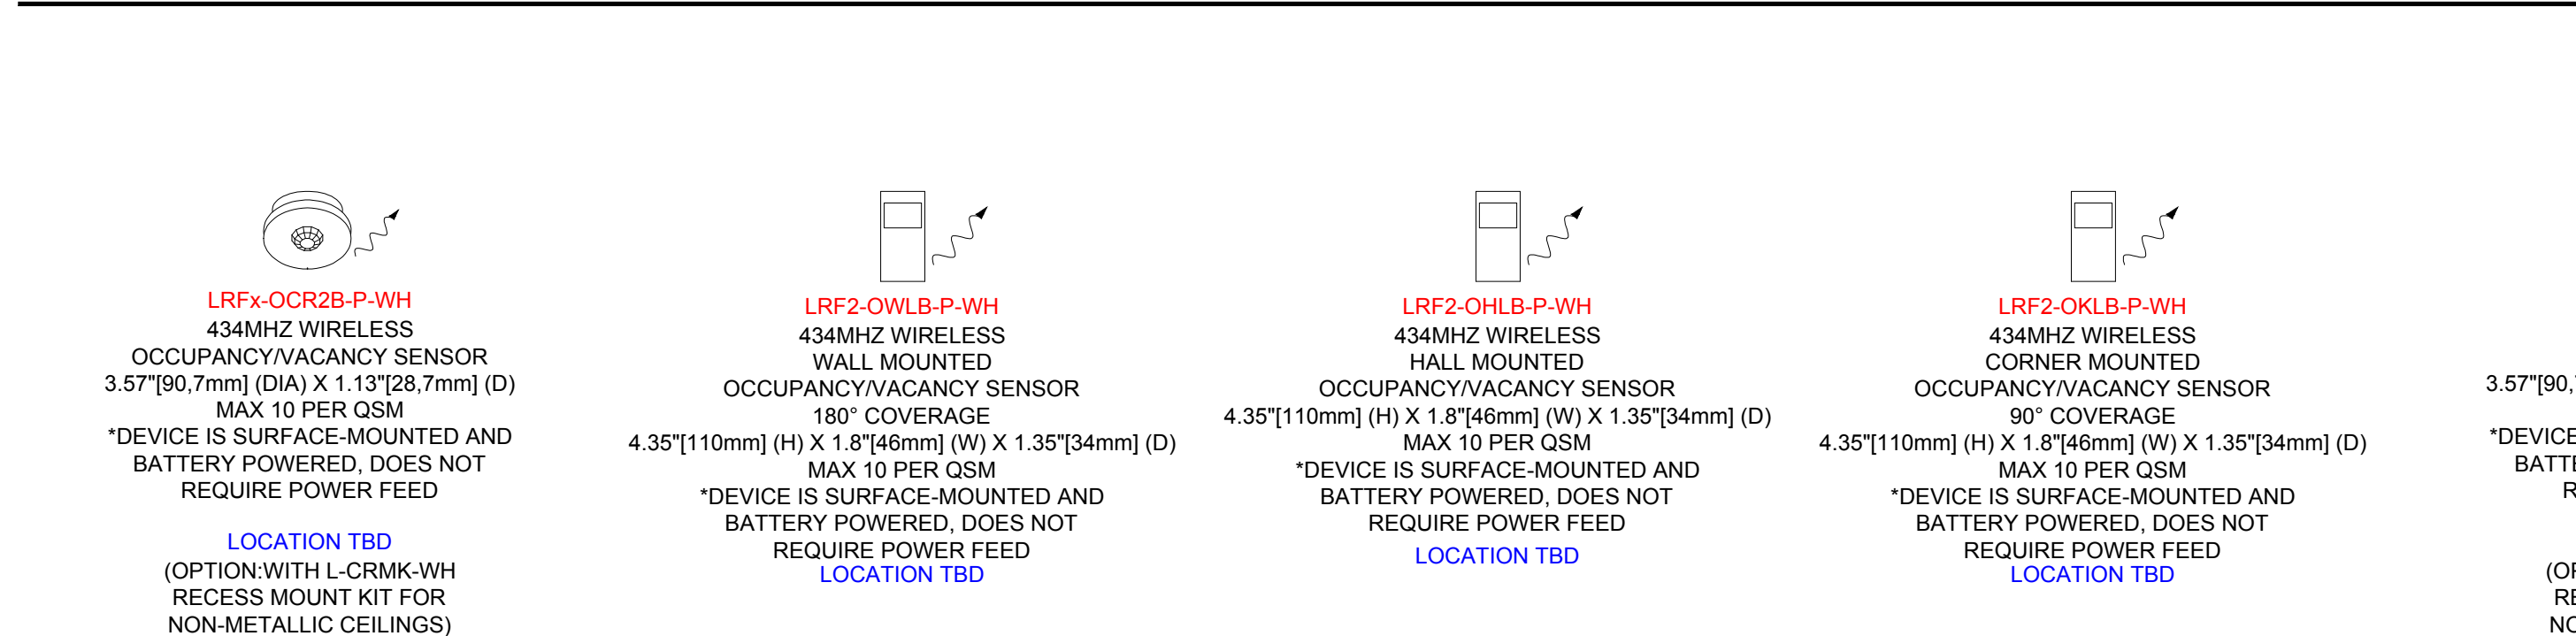 LRFx-OCR2B-P-WH
434MHZ WIRELESS
OCCUPANCY/VACANCY SENSOR
3.57"[90,7mm] (DIA) X 1.13"[28,7mm] (D)
MAX 10 PER QSM
*DEVICE IS SURFACE-MOUNTED AND
BATTERY POWERED, DOES NOT
REQUIRE POWER FEED
LOCATION TBD
(OPTION:WITH L-CRMK-WH
RECESS MOUNT KIT FOR
NON-METALLIC CEILINGS)
LRF2-OWLB-P-WH
434MHZ WIRELESS
WALL MOUNTED
OCCUPANCY/VACANCY SENSOR
180° COVERAGE
4.35"[110mm] (H) X 1.8"[46mm] (W) X 1.35"[34mm] (D)
MAX 10 PER QSM
*DEVICE IS SURFACE-MOUNTED AND
BATTERY POWERED, DOES NOT
REQUIRE POWER FEED
LOCATION TBD
LRF2-OHLB-P-WH
434MHZ WIRELESS
HALL MOUNTED
OCCUPANCY/VACANCY SENSOR
4.35"[110mm] (H) X 1.8"[46mm] (W) X 1.35"[34mm] (D)
MAX 10 PER QSM
*DEVICE IS SURFACE-MOUNTED AND
BATTERY POWERED, DOES NOT
REQUIRE POWER FEED
LOCATION TBD
LRF2-OKLB-P-WH
434MHZ WIRELESS
CORNER MOUNTED
OCCUPANCY/VACANCY SENSOR
90° COVERAGE
4.35"[110mm] (H) X 1.8"[46mm] (W) X 1.35"[34mm] (D)
MAX 10 PER QSM
*DEVICE IS SURFACE-MOUNTED AND
BATTERY POWERED, DOES NOT
REQUIRE POWER FEED
LOCATION TBD
3.57"[90,
*DEVICE